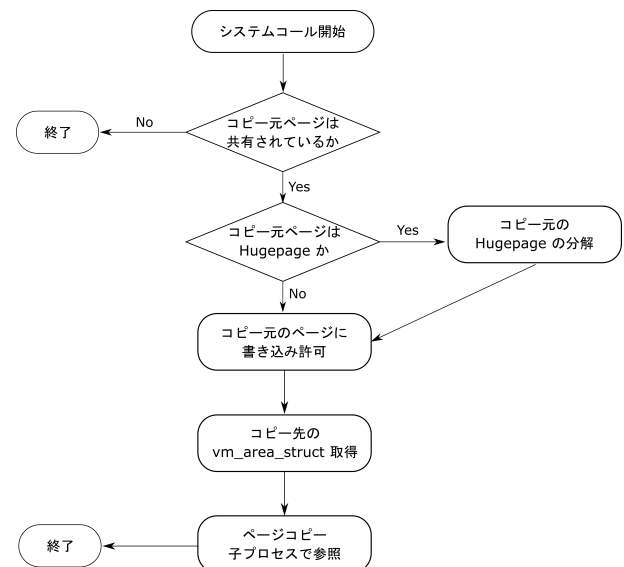 システムコール開始
コピー元ページは
共有されているか
No
終了
Yes
コピー元ページは
Hugepage か
Yes
コピー元の
Hugepage の分解
No
コピー元のページに
書き込み許可
コピー先の
vm_area_struct 取得
ページコピー
子プロセスで参照
終了